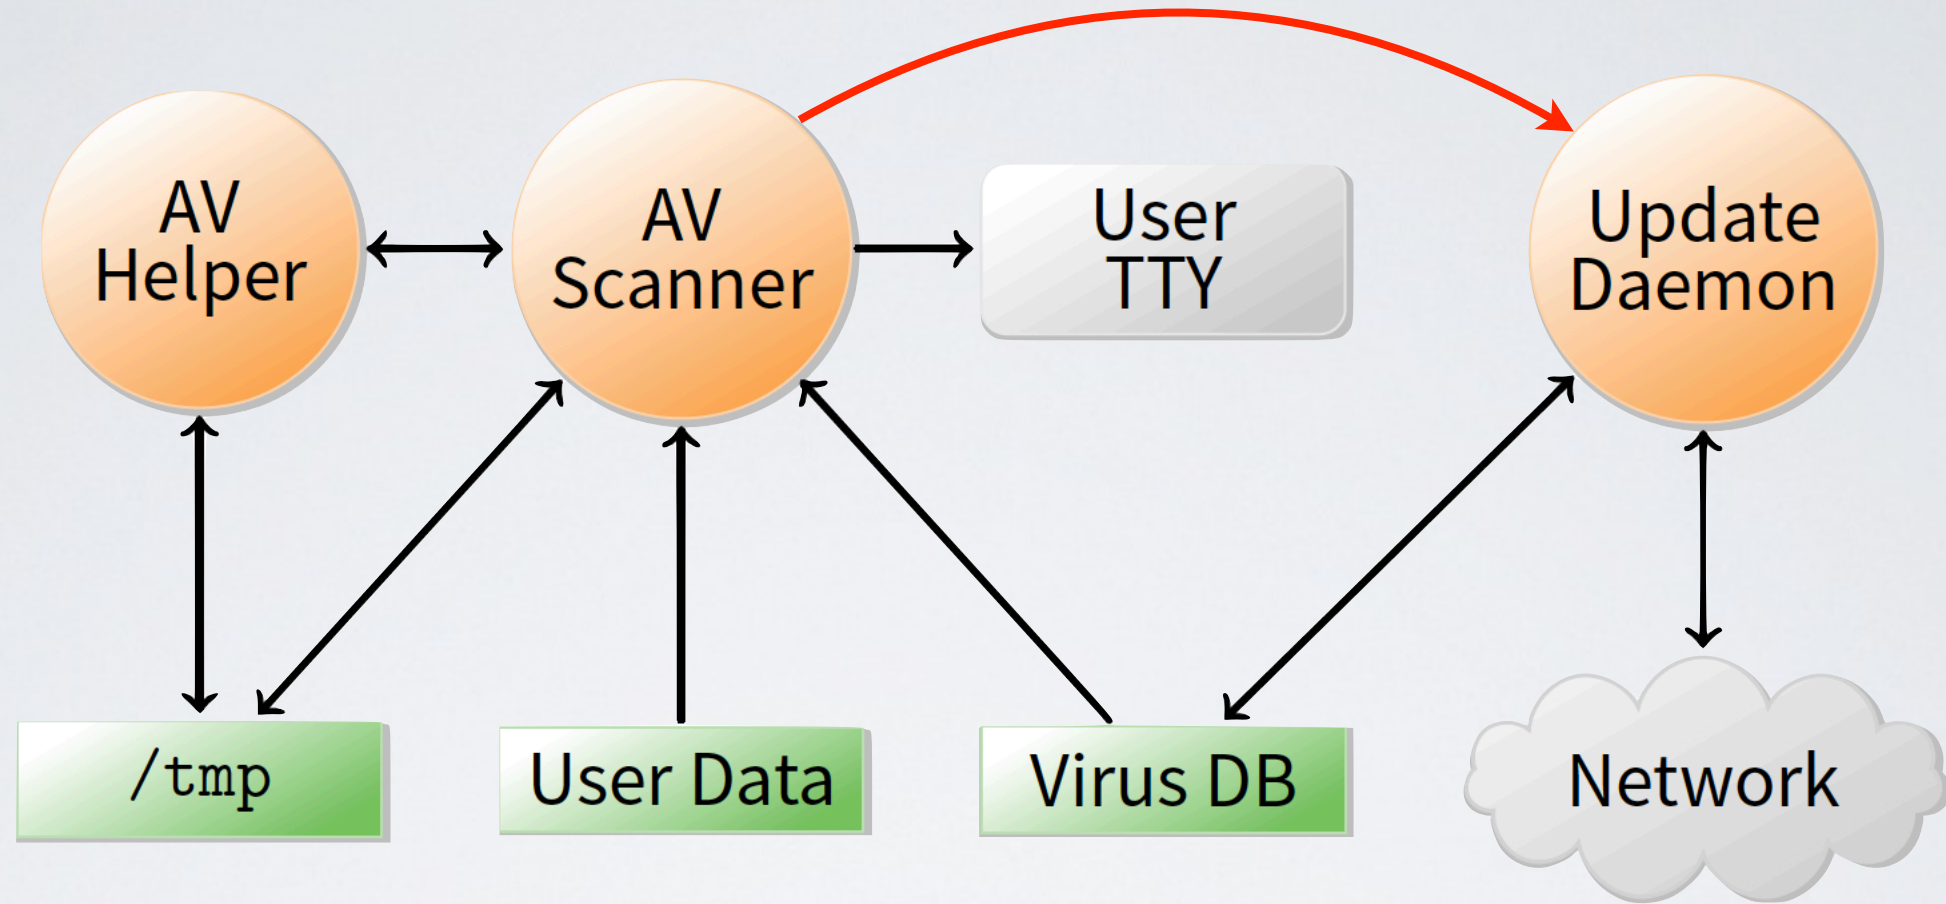 AV
Helper
AV
Scanner
User
TTY
Update
Daemon
/tmp
User Data
Virus DB
Network